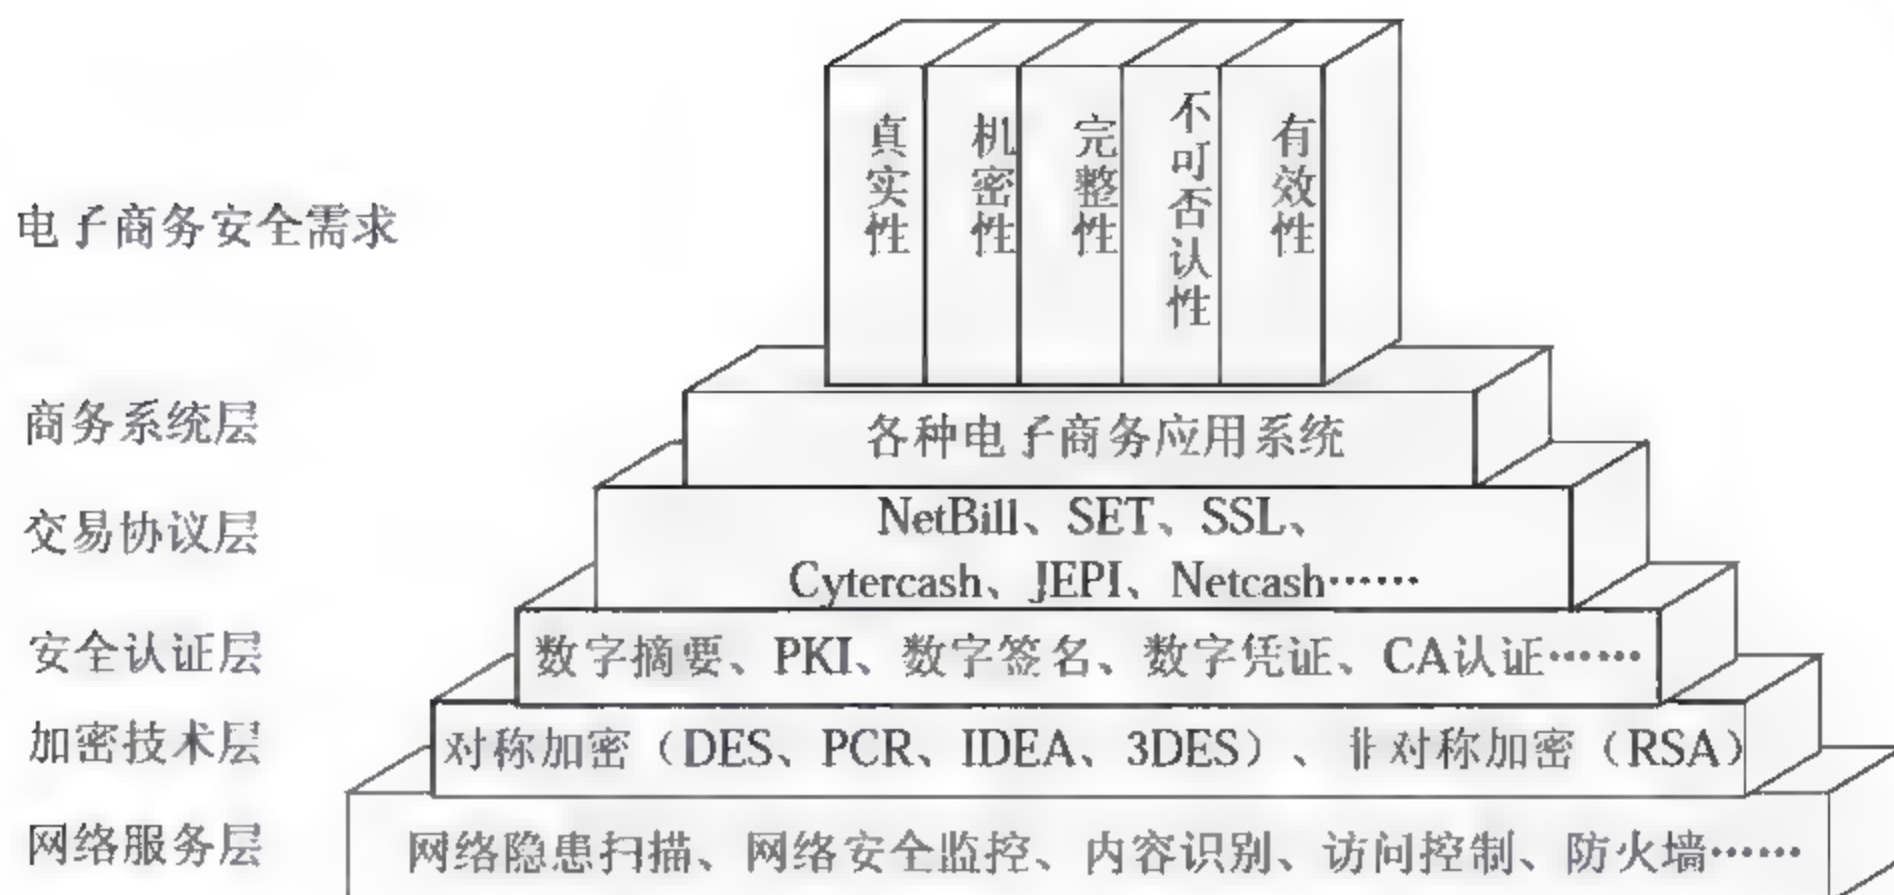 电子商务安全需求
真实性
机密性
完整性
不可否认性
有效性
商务系统层
各种电子商务应用系统
交易协议层
NetBill、SET、SSL、
Cytercash、JEPI、Netcash……
安全认证层
数字摘要、PKI、数字签名、数字凭证、CA认证……
加密技术层
对称加密（DES、PCR、IDEA、3DES）、非对称加密（RSA）
网络服务层
网络隐患扫描、网络安全监控、内容识别、访问控制、防火墙……